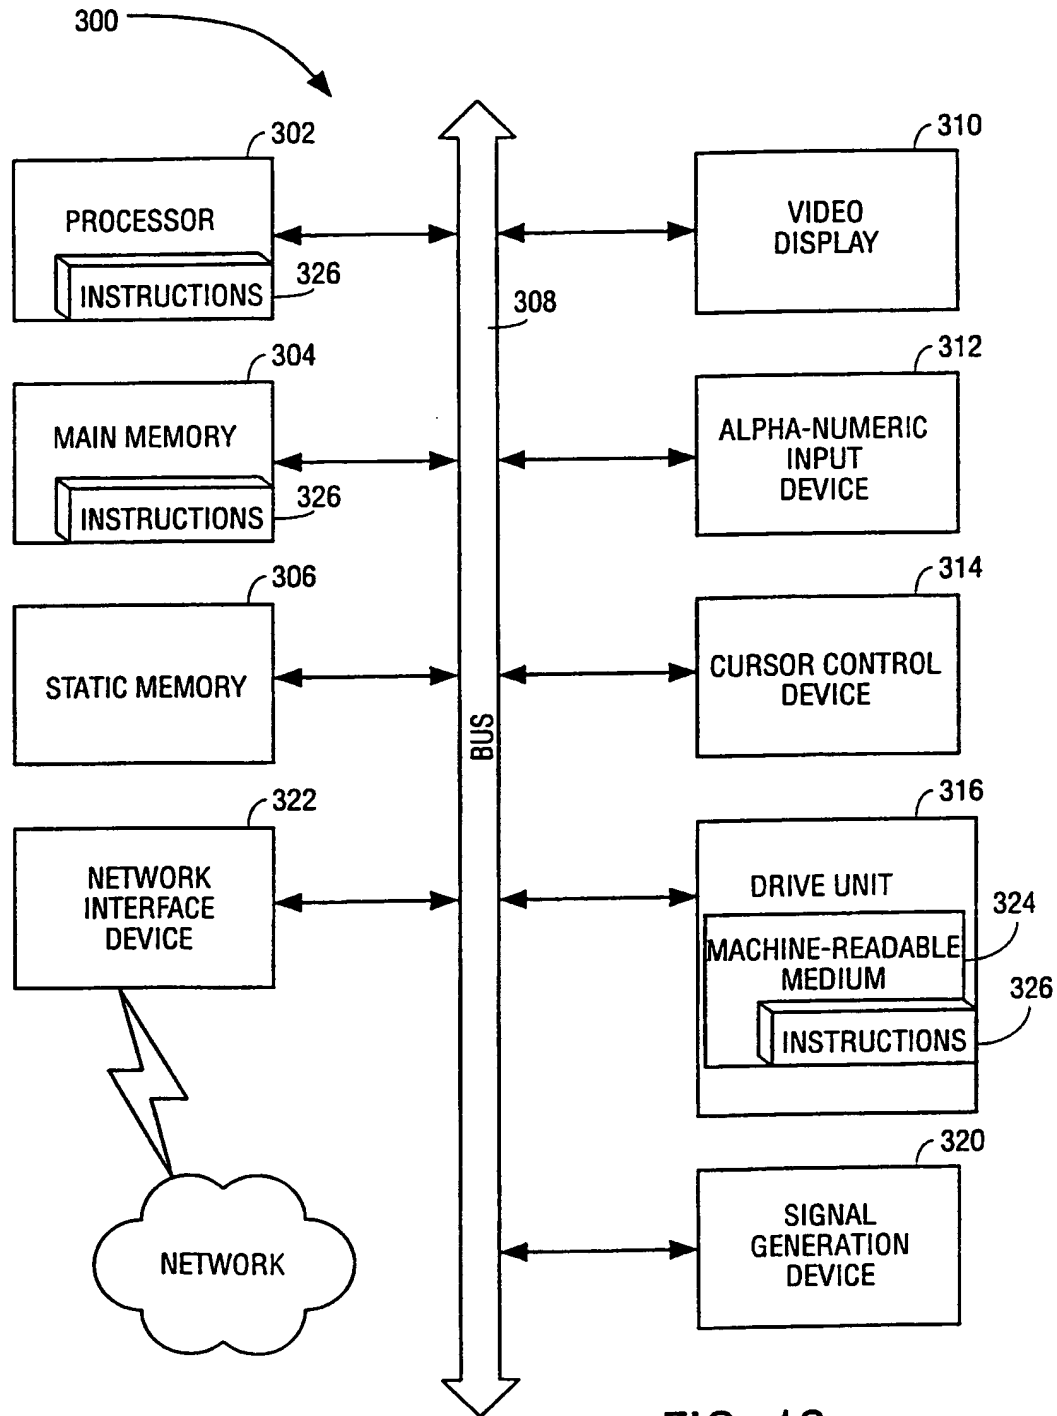 300
302
PROCESSOR
INSTRUCTIONS
326
304
MAIN MEMORY
INSTRUCTIONS
326
306
STATIC MEMORY
322
NETWORK
INTERFACE
DEVICE
NETWORK
308
BUS
310
VIDEO
DISPLAY
312
ALPHA-NUMERIC
INPUT
DEVICE
314
CURSOR CONTROL
DEVICE
316
DRIVE UNIT
324
MACHINE-READABLE
MEDIUM
326
INSTRUCTIONS
320
SIGNAL
GENERATION
DEVICE